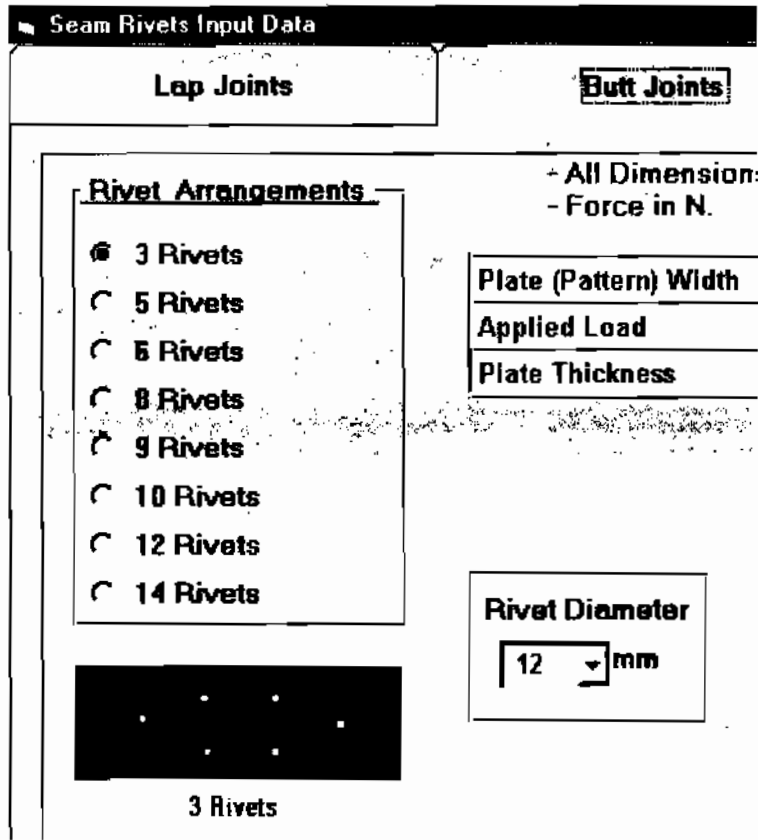 Seam Rivets Input Data
Lap Joints
Butt Joints
Rivet Arrangements
3 Rivets
5 Rivets
6 Rivets
8 Rivets
9 Rivets
10 Rivets
12 Rivets
14 Rivets
3 Rivets
- All Dimensions
- Force in N.
Plate (Pattern) Width
Applied Load
Plate Thickness
Rivet Diameter
12 mm